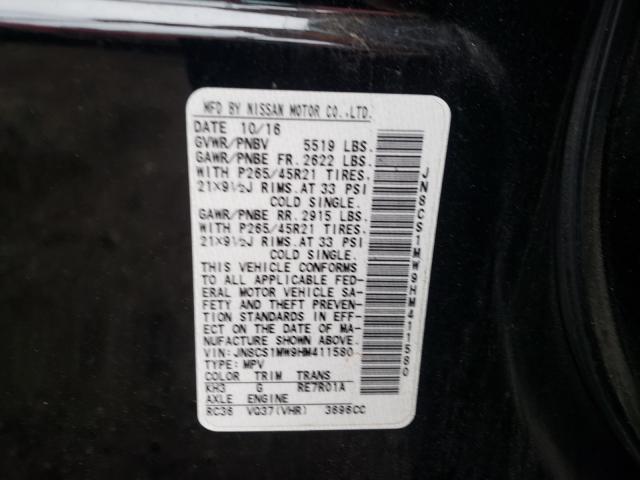 MFD BY NISSAN MOTOR CO.,LTD.
DATE 10/16
GVWR/PNBV 5519 LBS.
GAWR/PNBE FR. 2622 LBS.
WITH P265/45R21 TIRES.
21X9½J RIMS.AT 33 PSI
COLD SINGLE.
GAWR/PNBE RR. 2915 LBS.
WITH P265/45R21 TIRES.
21X9½J RIMS.AT 33 PSI
COLD SINGLE.
THIS VEHICLE CONFORMS
TO ALL APPLICABLE FED-
ERAL MOTOR VEHICLE SA-
FETY AND THEFT PREVEN-
TION STANDARDS IN EFF-
ECT ON THE DATE OF MA-
NUFACTURE SHOWN ABOVE.
VIN:JN8CS1MW9HM411580
TYPE:MPV
COLOR TRIM TRANS
KH3 G RE7R01A
AXLE ENGINE
RC36 VQ37(VHR) 3696CC
JN8CS1MW9HM411580